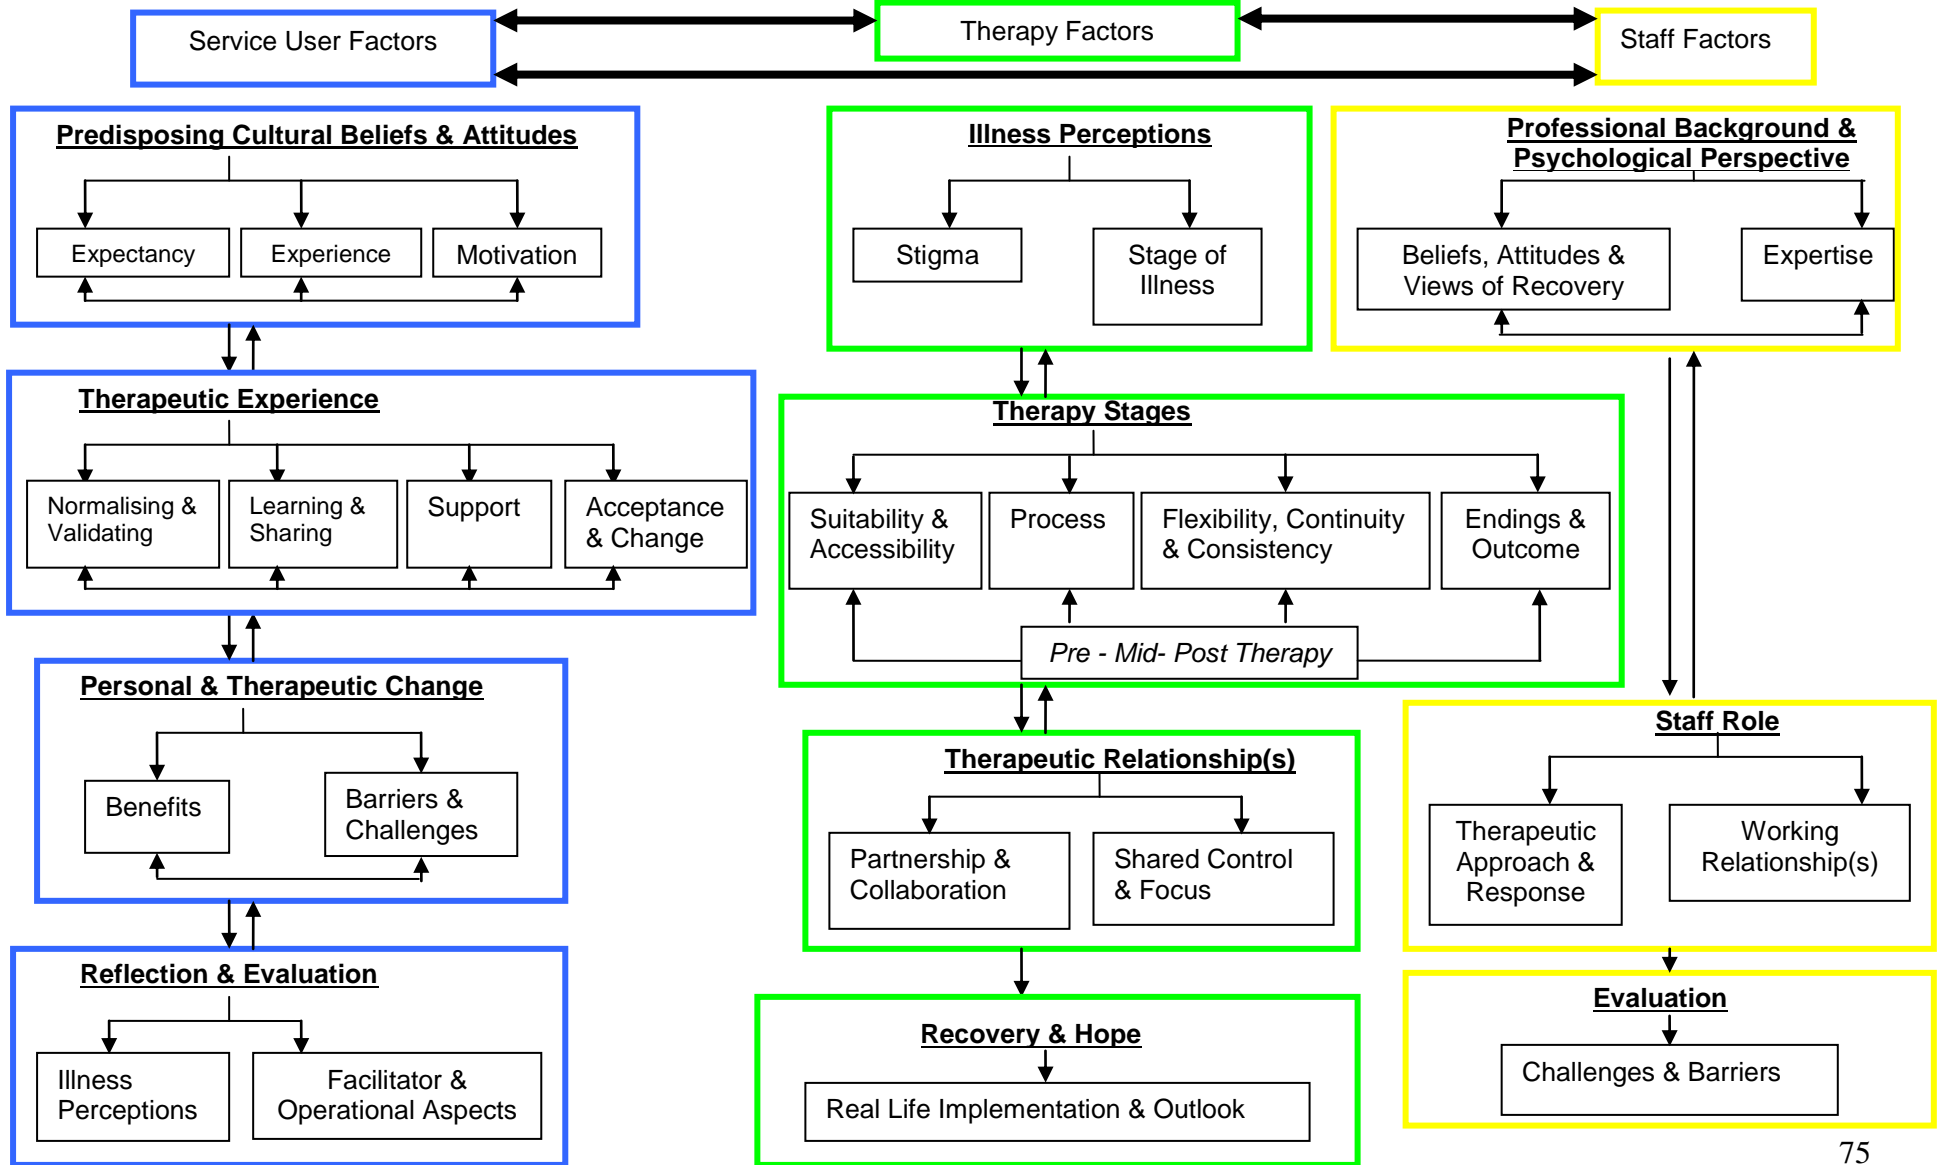 Service User Factors
Therapy Factors
Staff Factors
Predisposing Cultural Beliefs & Attitudes
Expectancy
Experience
Motivation
Therapeutic Experience
Normalising &
Validating
Learning &
Sharing
Support
Acceptance
& Change
Personal & Therapeutic Change
Benefits
Barriers &
Challenges
Reflection & Evaluation
Illness
Perceptions
Facilitator &
Operational Aspects
Illness Perceptions
Stigma
Stage of
Illness
Therapy Stages
Suitability &
Accessibility
Process
Flexibility, Continuity
& Consistency
Endings &
Outcome
Pre - Mid- Post Therapy
Therapeutic Relationship(s)
Partnership &
Collaboration
Shared Control
& Focus
Recovery & Hope
Real Life Implementation & Outlook
Professional Background &
Psychological Perspective
Beliefs, Attitudes &
Views of Recovery
Expertise
Staff Role
Therapeutic
Approach &
Response
Working
Relationship(s)
Evaluation
Challenges & Barriers
75